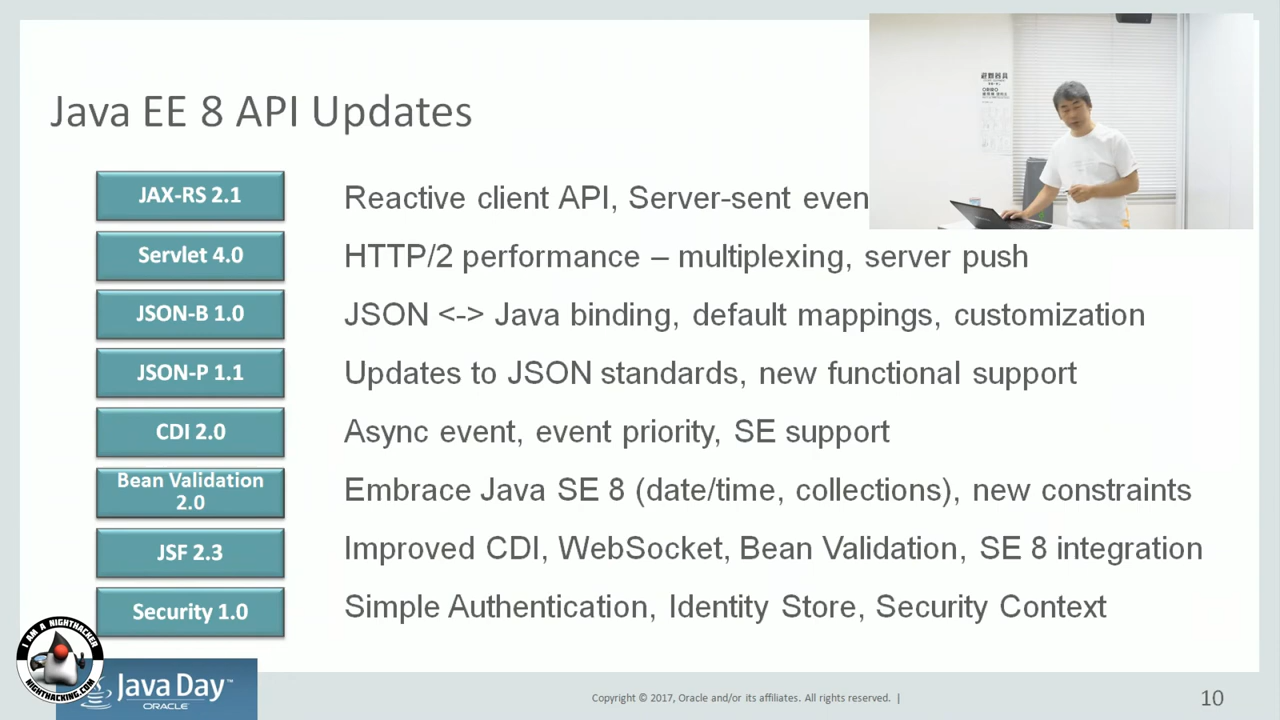 Java EE 8 API Updates
JAX-RS 2.1
Reactive client API, Server-sent even
Servlet 4.0
HTTP/2 performance – multiplexing, server push
JSON-B 1.0
JSON <-> Java binding, default mappings, customization
JSON-P 1.1
Updates to JSON standards, new functional support
CDI 2.0
Async event, event priority, SE support
Bean Validation
2.0
Embrace Java SE 8 (date/time, collections), new constraints
JSF 2.3
Improved CDI, WebSocket, Bean Validation, SE 8 integration
Security 1.0
Simple Authentication, Identity Store, Security Context
I AM A NIGHTHACKER
NIGHTHACKING.COM
Java Day™
ORACLE
Copyright © 2017, Oracle and/or its affiliates. All rights reserved. |
10
避難器具